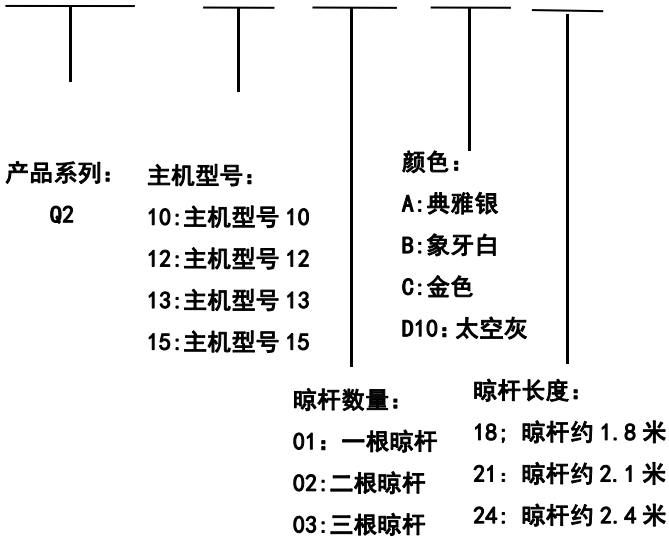 产品系列：
Q2
主机型号：
10:主机型号 10
12:主机型号 12
13:主机型号 13
15:主机型号 15
颜色：
A:典雅银
B:象牙白
C:金色
D10：太空灰
晾杆数量：
01：一根晾杆
02:二根晾杆
03:三根晾杆
晾杆长度：
18; 晾杆约 1.8 米
21：晾杆约 2.1 米
24：晾杆约 2.4 米